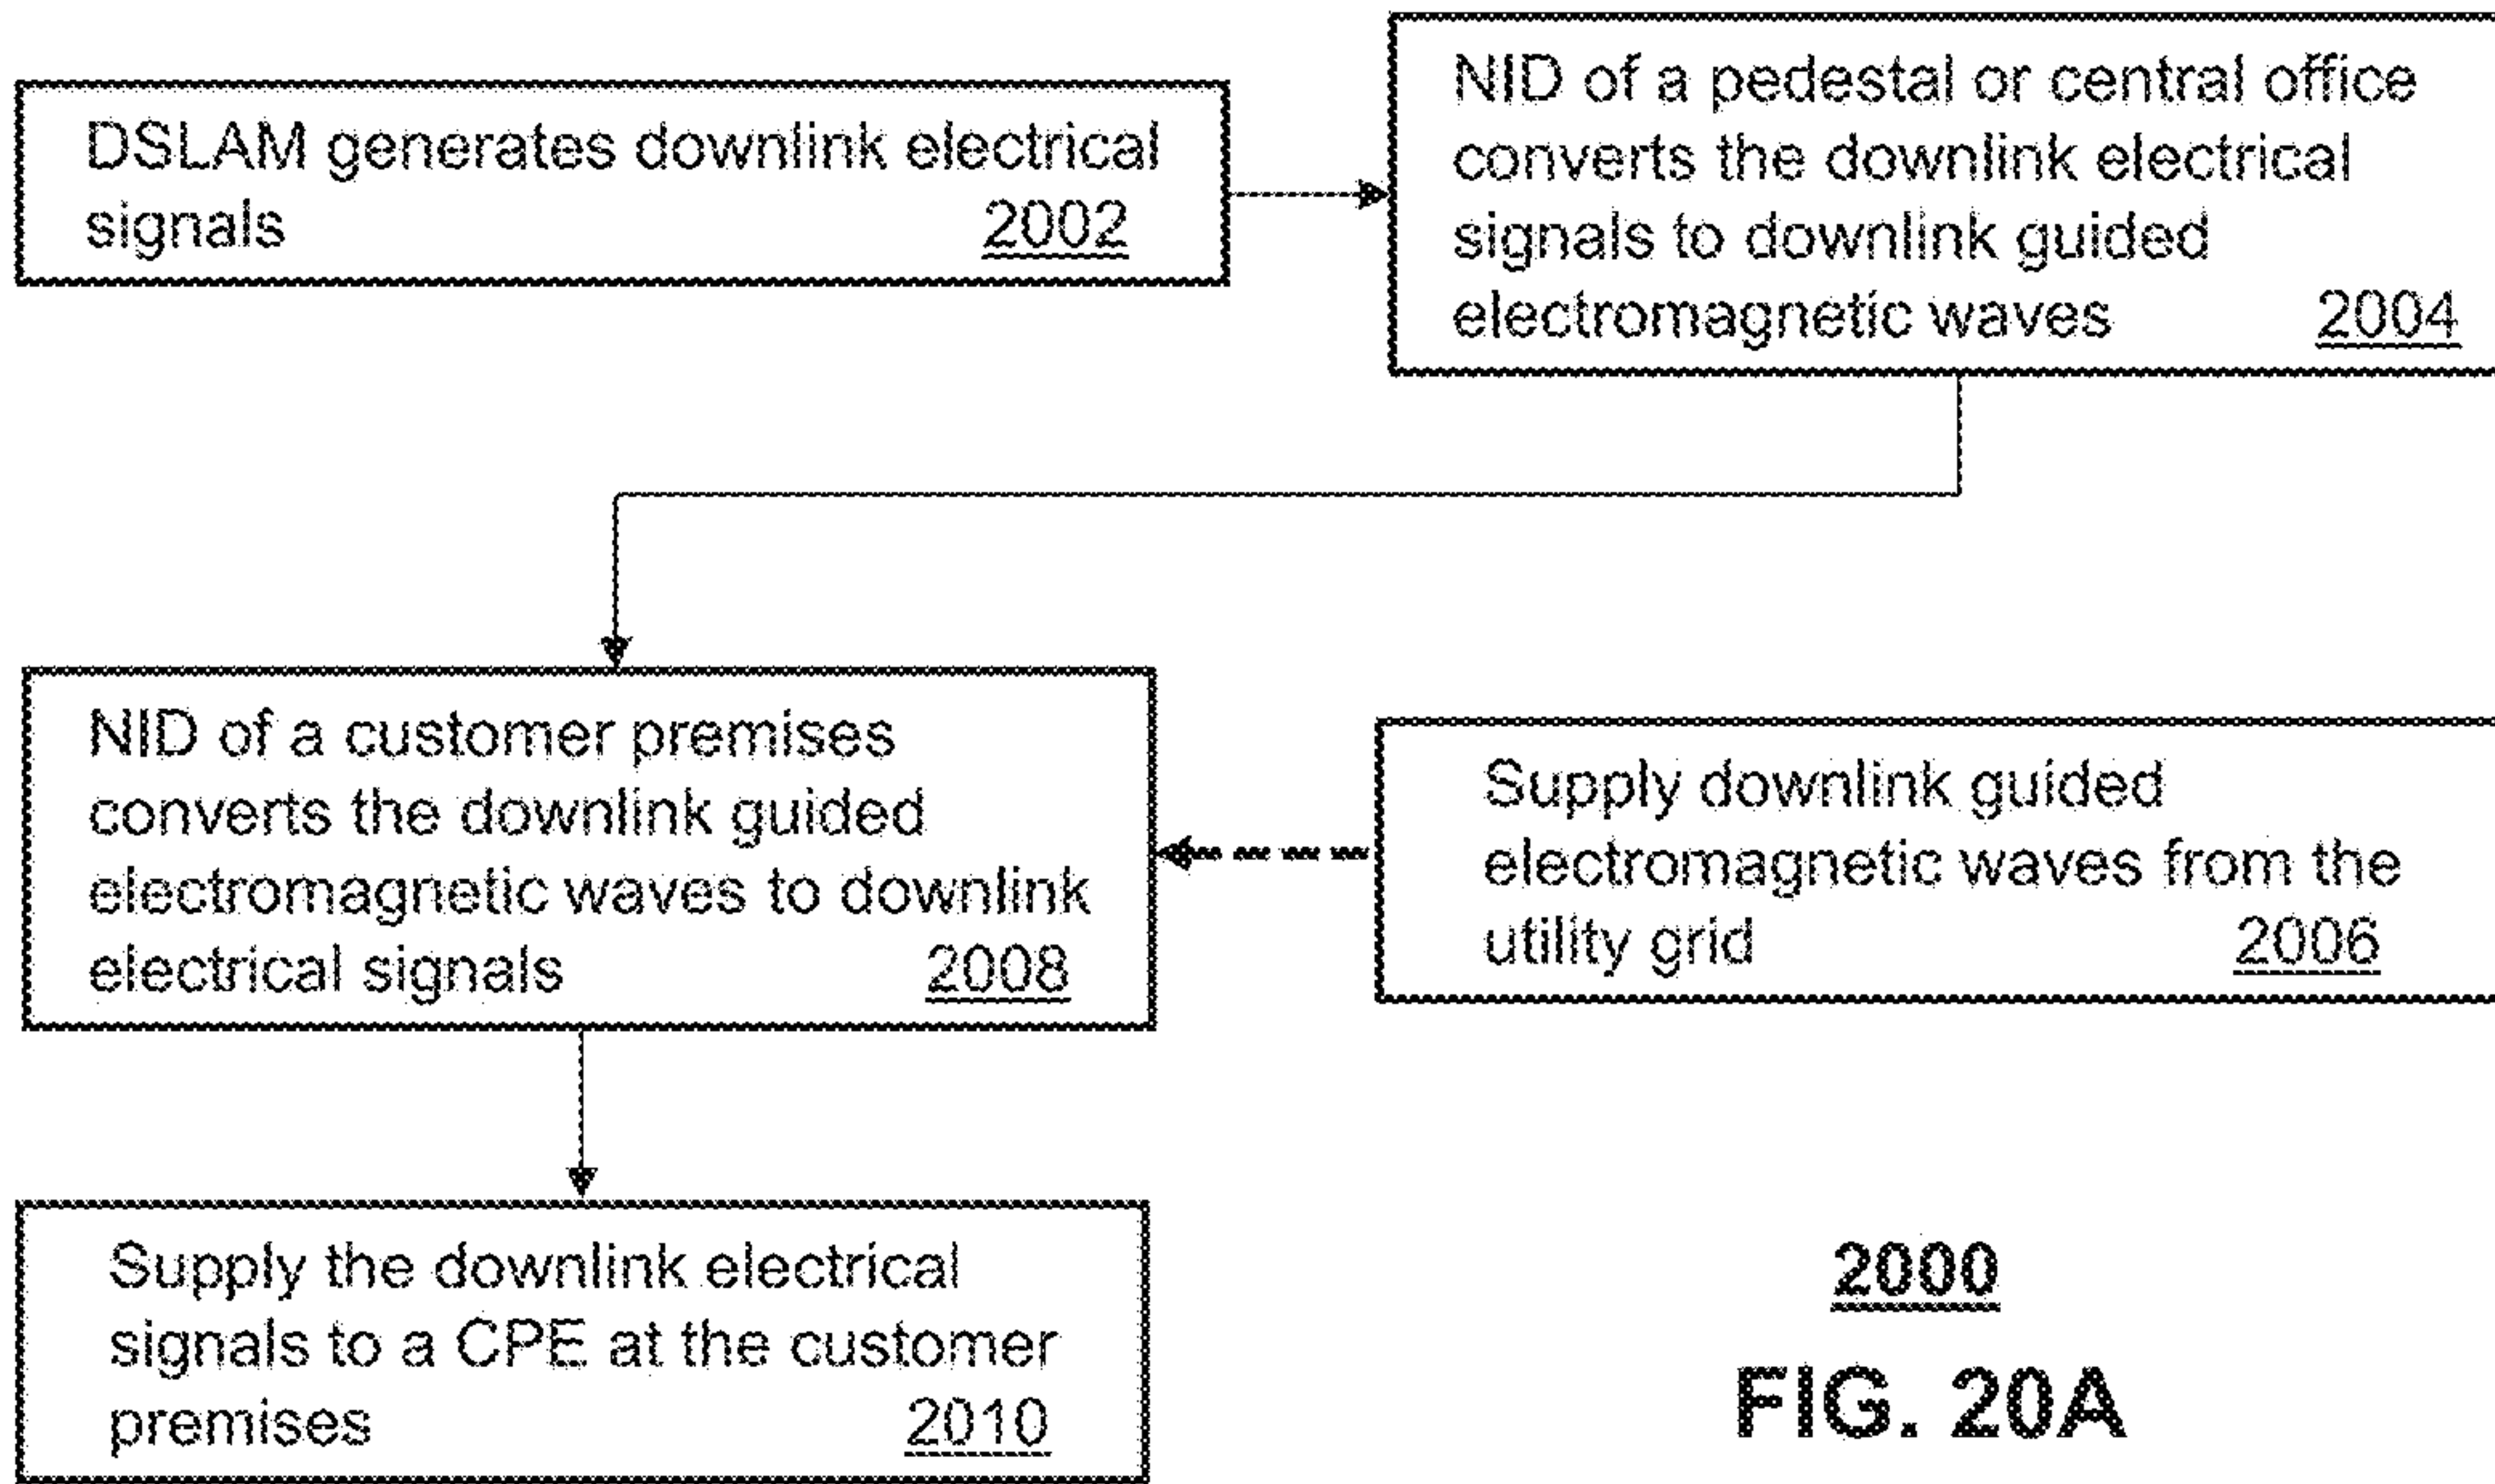 DSLAM generates downlink electrical
signals 2002
NID of a pedestal or central office
converts the downlink electrical
signals to downlink guided
electromagnetic waves 2004
NID of a customer premises
converts the downlink guided
electromagnetic waves to downlink
electrical signals 2008
Supply downlink guided
electromagnetic waves from the
utility grid 2006
Supply the downlink electrical
signals to a CPE at the customer
premises 2010
2000
FIG. 20A